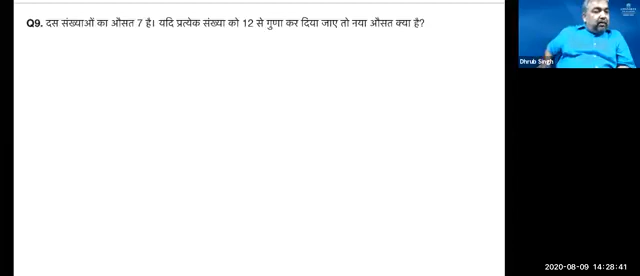 Q9. दस संख्याओं का औसत 7 है। यदि प्रत्येक संख्या को 12 से गुणा कर दिया जाए तो नया औसत क्या है?
Dhrub Singh
2020-08-09 14:28:41